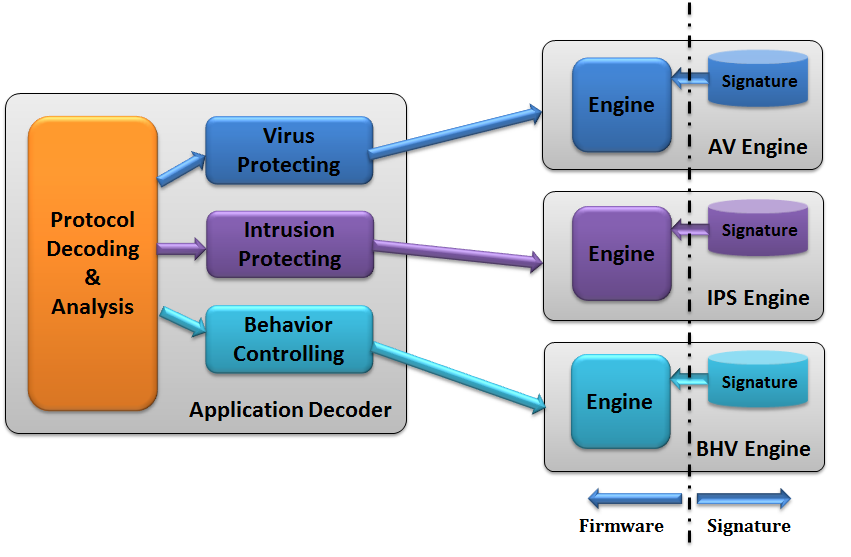 Protocol
Decoding
&
Analysis
Virus
Protecting
Intrusion
Protecting
Behavior
Controlling
Application Decoder
Engine
Signature
AV Engine
Engine
Signature
IPS Engine
Engine
Signature
BHV Engine
Firmware
Signature